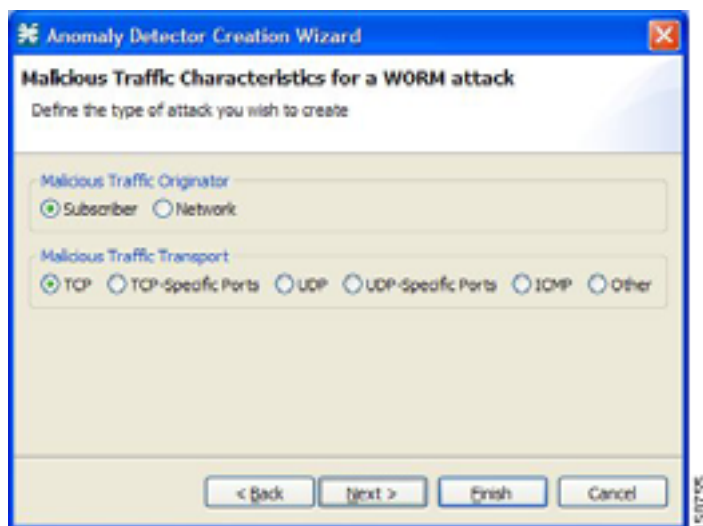 Anomaly Detector Creation Wizard
Malicious Traffic Characteristics for a WORM attack
Define the type of attack you wish to create
Malicious Traffic Originator
Subscriber Network
Malicious Traffic Transport
TCP TCP-Specific Ports UDP UDP-Specific Ports ICMP Other
< Back Next > Finish Cancel